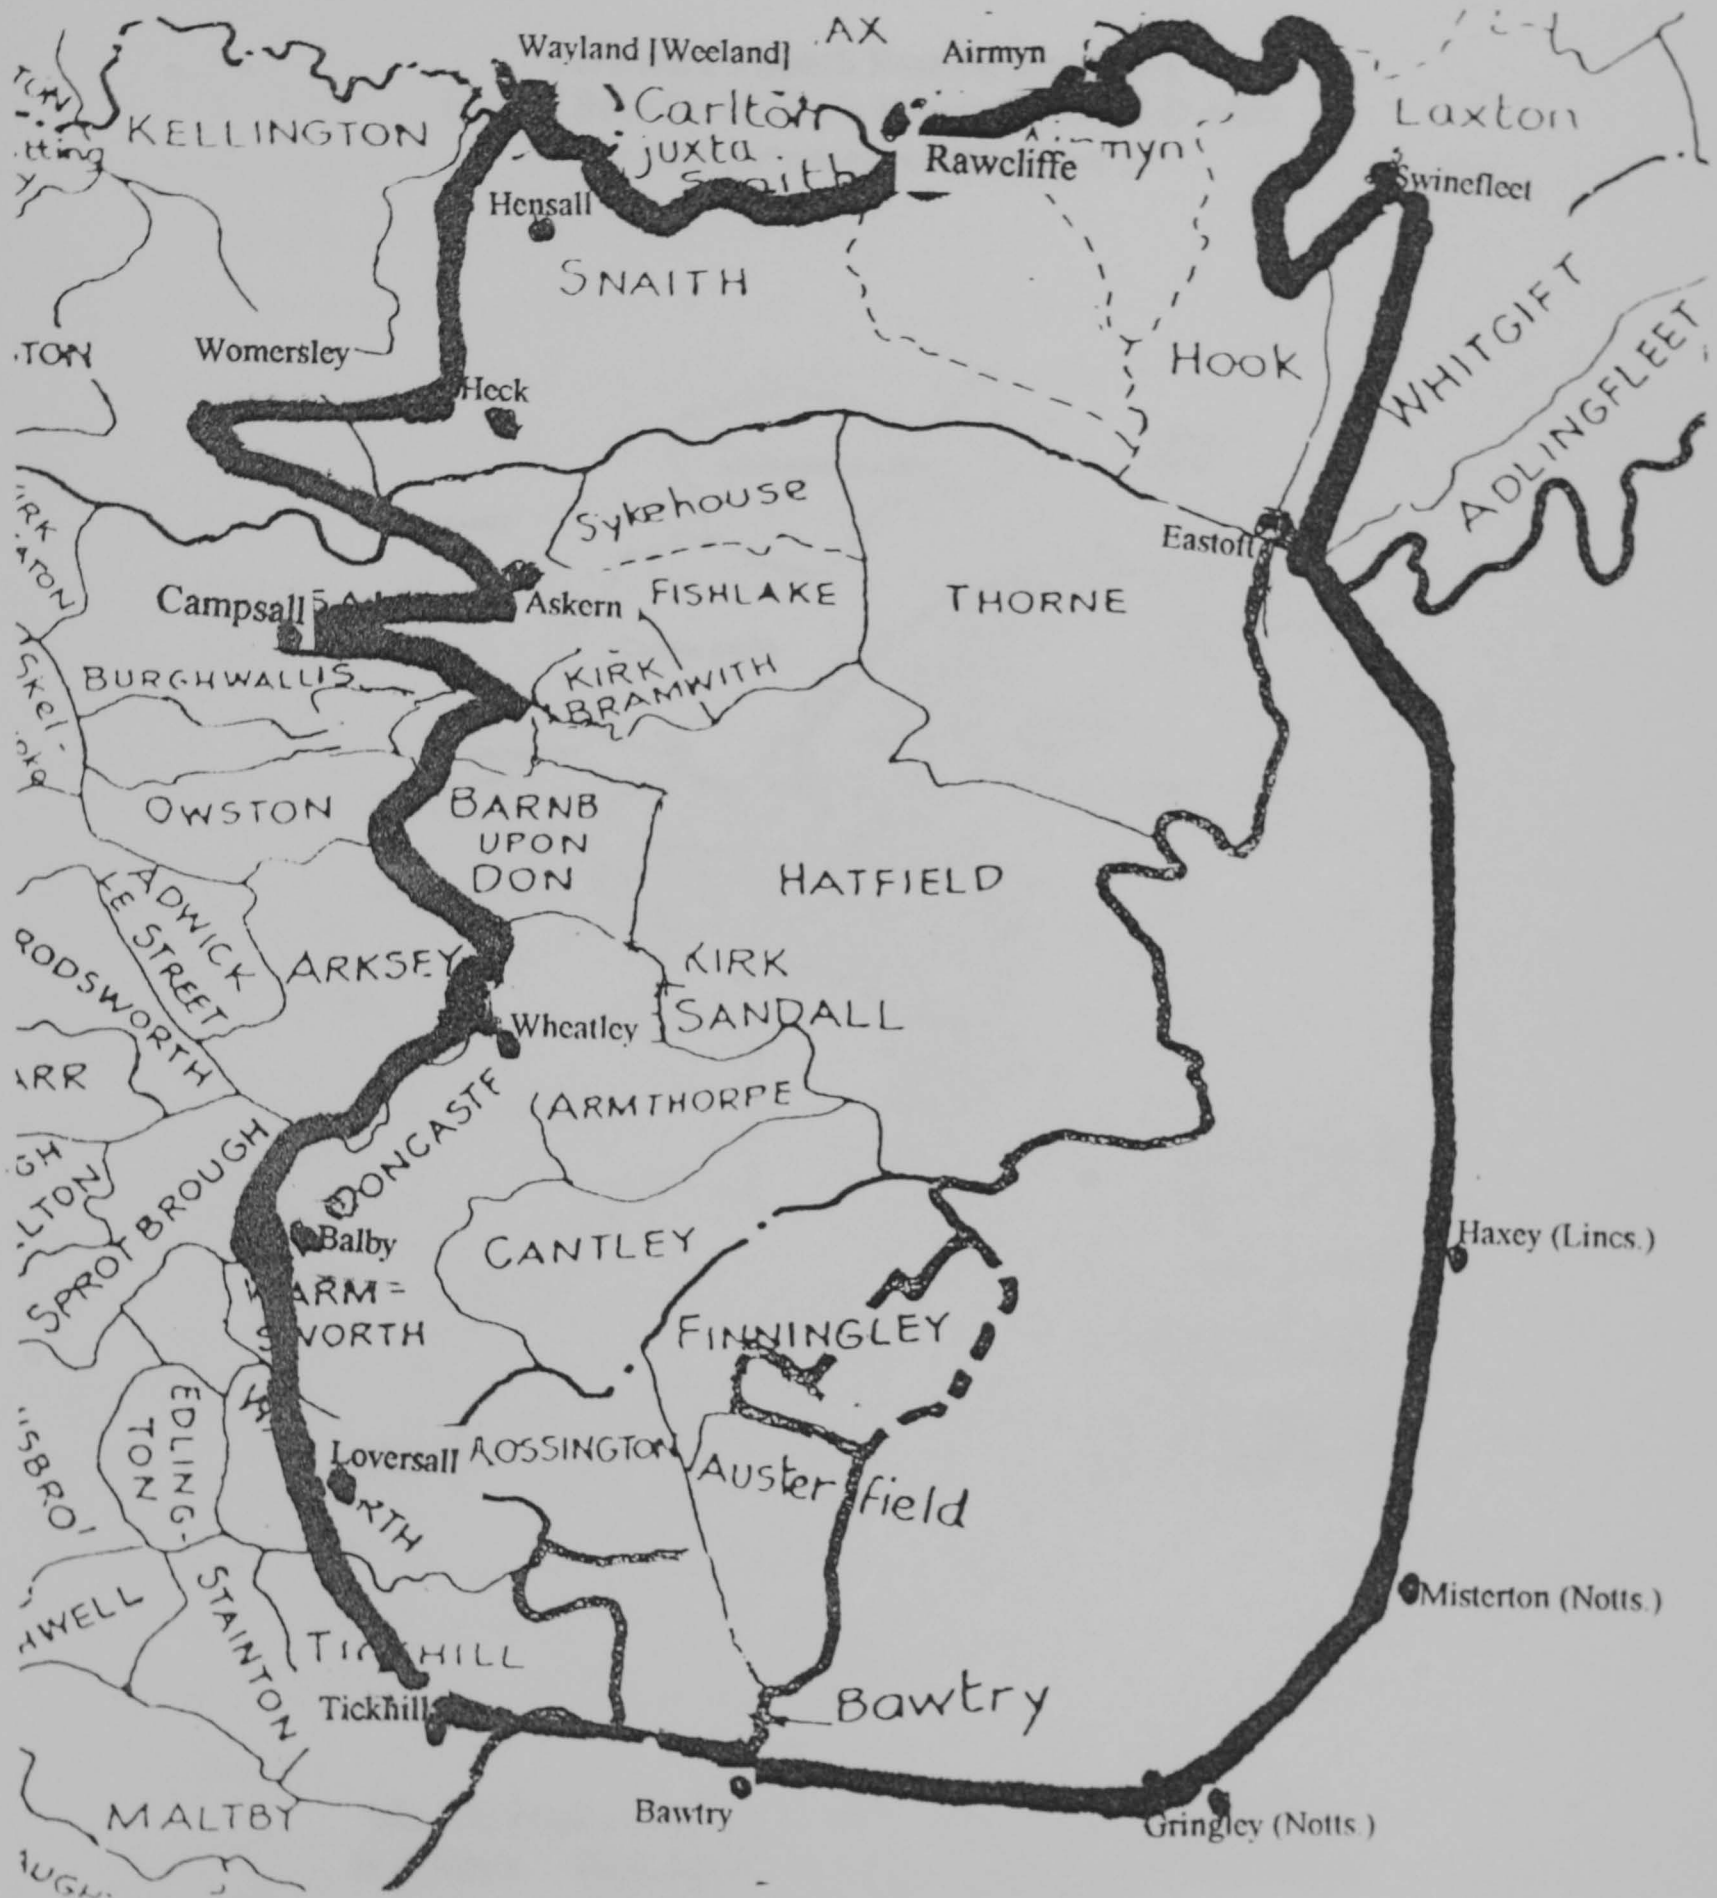 Wayland [Weeland]
AX
Airmyn
KELLINGTON
Carlton
juxta
Snaith
Laxton
Rawcliffe
Swinefleet
Hensall
SNAITH
Womersley
Heck
HOOK
WHITGIFT
ADLINGFLEET
Sykehouse
Eastoft
Campsall
Askern
FISHLAKE
THORNE
BURGHWALLIS
KIRK
BRAMWITH
OWSTON
BARNB
UPON
DON
HATFIELD
ADWICK
LE STREET
ARKSEY
KIRK
SANDALL
Wheatley
ARMTHORPE
DONCASTE
SPROTBROUGH
Balby
CANTLEY
WARM=
SWORTH
FINNINGLEY
Haxey (Lincs.)
EDLING-
TON
Loversall
ROSSINGTON
Austerfield
RTH
Misterton (Notts.)
STAINTON
TICKHILL
Tickhill
Bawtry
MALTBY
Bawtry
Gringley (Notts.)